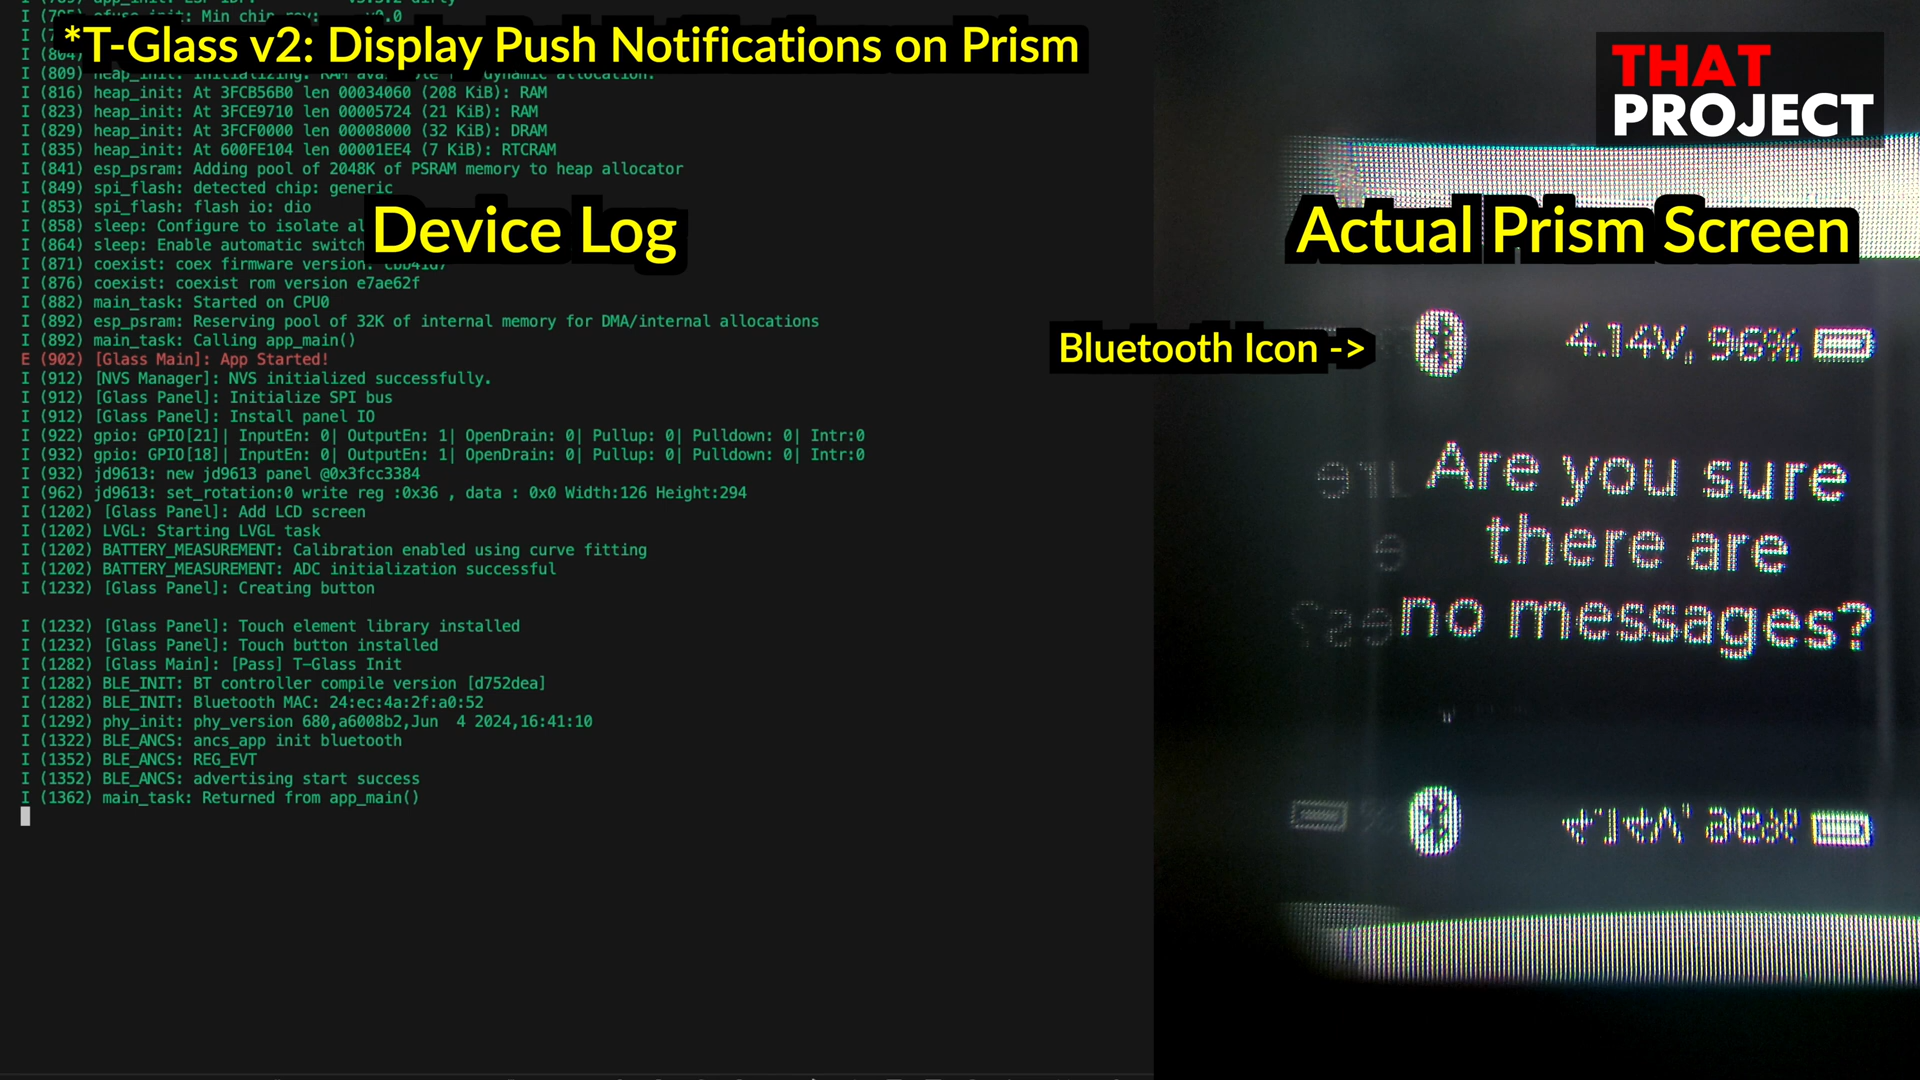 *T-Glass v2: Display Push Notifications on Prism
THAT
PROJECT
Device Log
Actual Prism Screen
Bluetooth Icon ->
I (809) heap_init: Initializing. RAM available for dynamic allocation:
I (816) heap_init: At 3FCB56B0 len 00034060 (208 KiB): RAM
I (823) heap_init: At 3FCE9710 len 00005724 (21 KiB): RAM
I (829) heap_init: At 3FCF0000 len 00008000 (32 KiB): DRAM
I (835) heap_init: At 600FE104 len 00001EE4 (7 KiB): RTCRAM
I (841) esp_psram: Adding pool of 2048K of PSRAM memory to heap allocator
I (849) spi_flash: detected chip: generic
I (853) spi_flash: flash io: dio
I (858) sleep: Configure to isolate al
I (864) sleep: Enable automatic switch
I (871) coexist: coex firmware version:
I (876) coexist: coexist rom version e7ae62f
I (882) main_task: Started on CPU0
I (892) esp_psram: Reserving pool of 32K of internal memory for DMA/internal allocations
I (892) main_task: Calling app_main()
E (902) [Glass Main]: App Started!
I (912) [NVS Manager]: NVS initialized successfully.
I (912) [Glass Panel]: Initialize SPI bus
I (912) [Glass Panel]: Install panel IO
I (922) gpio: GPIO[21]| InputEn: 0| OutputEn: 1| OpenDrain: 0| Pullup: 0| Pulldown: 0| Intr:0
I (932) gpio: GPIO[18]| InputEn: 0| OutputEn: 1| OpenDrain: 0| Pullup: 0| Pulldown: 0| Intr:0
I (932) jd9613: new jd9613 panel @0x3fcc3384
I (962) jd9613: set_rotation:0 write reg :0x36 , data : 0x0 Width:126 Height:294
I (1202) [Glass Panel]: Add LCD screen
I (1202) LVGL: Starting LVGL task
I (1202) BATTERY_MEASUREMENT: Calibration enabled using curve fitting
I (1202) BATTERY_MEASUREMENT: ADC initialization successful
I (1232) [Glass Panel]: Creating button
I (1232) [Glass Panel]: Touch element library installed
I (1232) [Glass Panel]: Touch button installed
I (1282) [Glass Main]: [Pass] T-Glass Init
I (1282) BLE_INIT: BT controller compile version [d752dea]
I (1282) BLE_INIT: Bluetooth MAC: 24:ec:4a:2f:a0:52
I (1292) phy_init: phy_version 680,a6008b2,Jun  4 2024,16:41:10
I (1322) BLE_ANCS: ancs_app init bluetooth
I (1352) BLE_ANCS: REG_EVT
I (1352) BLE_ANCS: advertising start success
I (1362) main_task: Returned from app_main()
4.14V, 96%
Are you sure
there are
no messages?